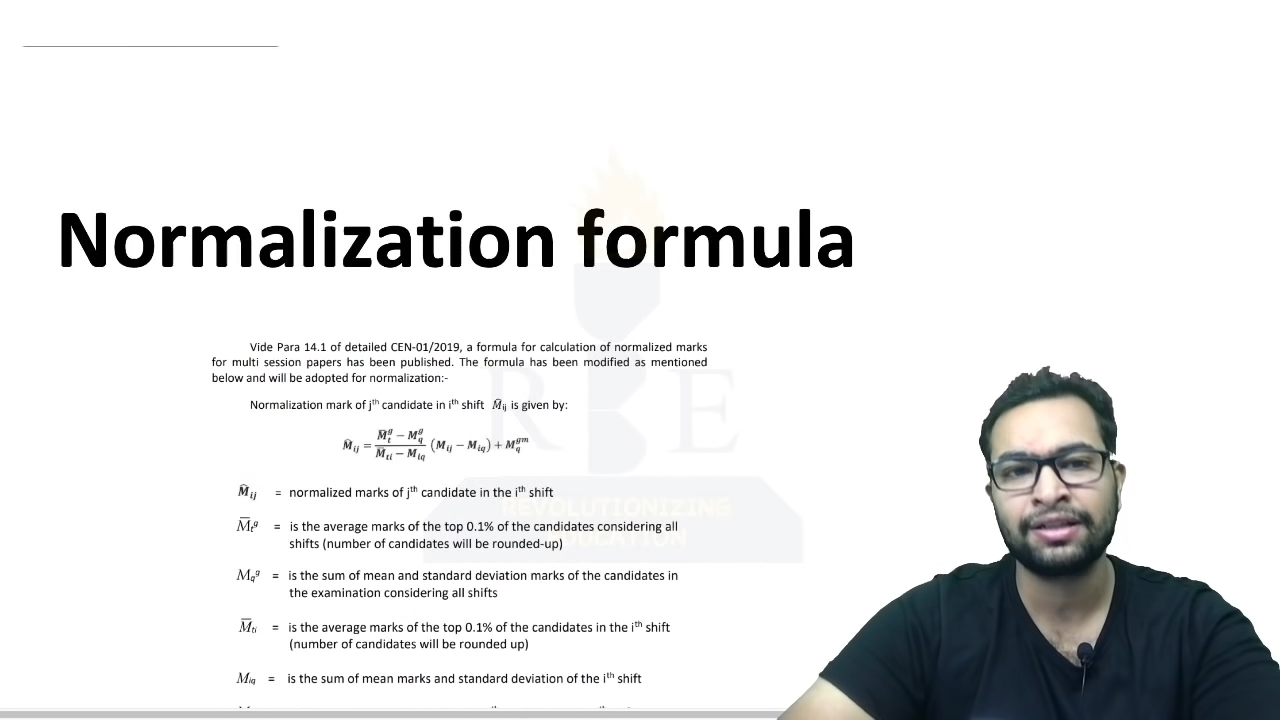 Normalization formula
Vide Para 14.1 of detailed CEN-01/2019, a formula for calculation of normalized marks
for multi session papers has been published. The formula has been modified as mentioned
below and will be adopted for normalization:-
Normalization mark of jᵗʰ candidate in iᵗʰ shift M̂ij is given by:
M̂ij = (M̄tᵍ − Mqᵍ) / (M̄ti − Miq) (Mij − Miq) + Mqᵍᵐ
M̂ij = normalized marks of jᵗʰ candidate in the iᵗʰ shift
M̄tᵍ = is the average marks of the top 0.1% of the candidates considering all
shifts (number of candidates will be rounded-up)
Mqᵍ = is the sum of mean and standard deviation marks of the candidates in
the examination considering all shifts
M̄ti = is the average marks of the top 0.1% of the candidates in the iᵗʰ shift
(number of candidates will be rounded up)
Miq = is the sum of mean marks and standard deviation of the iᵗʰ shift
R E
REVOLUTIONIZING
EDUCATION